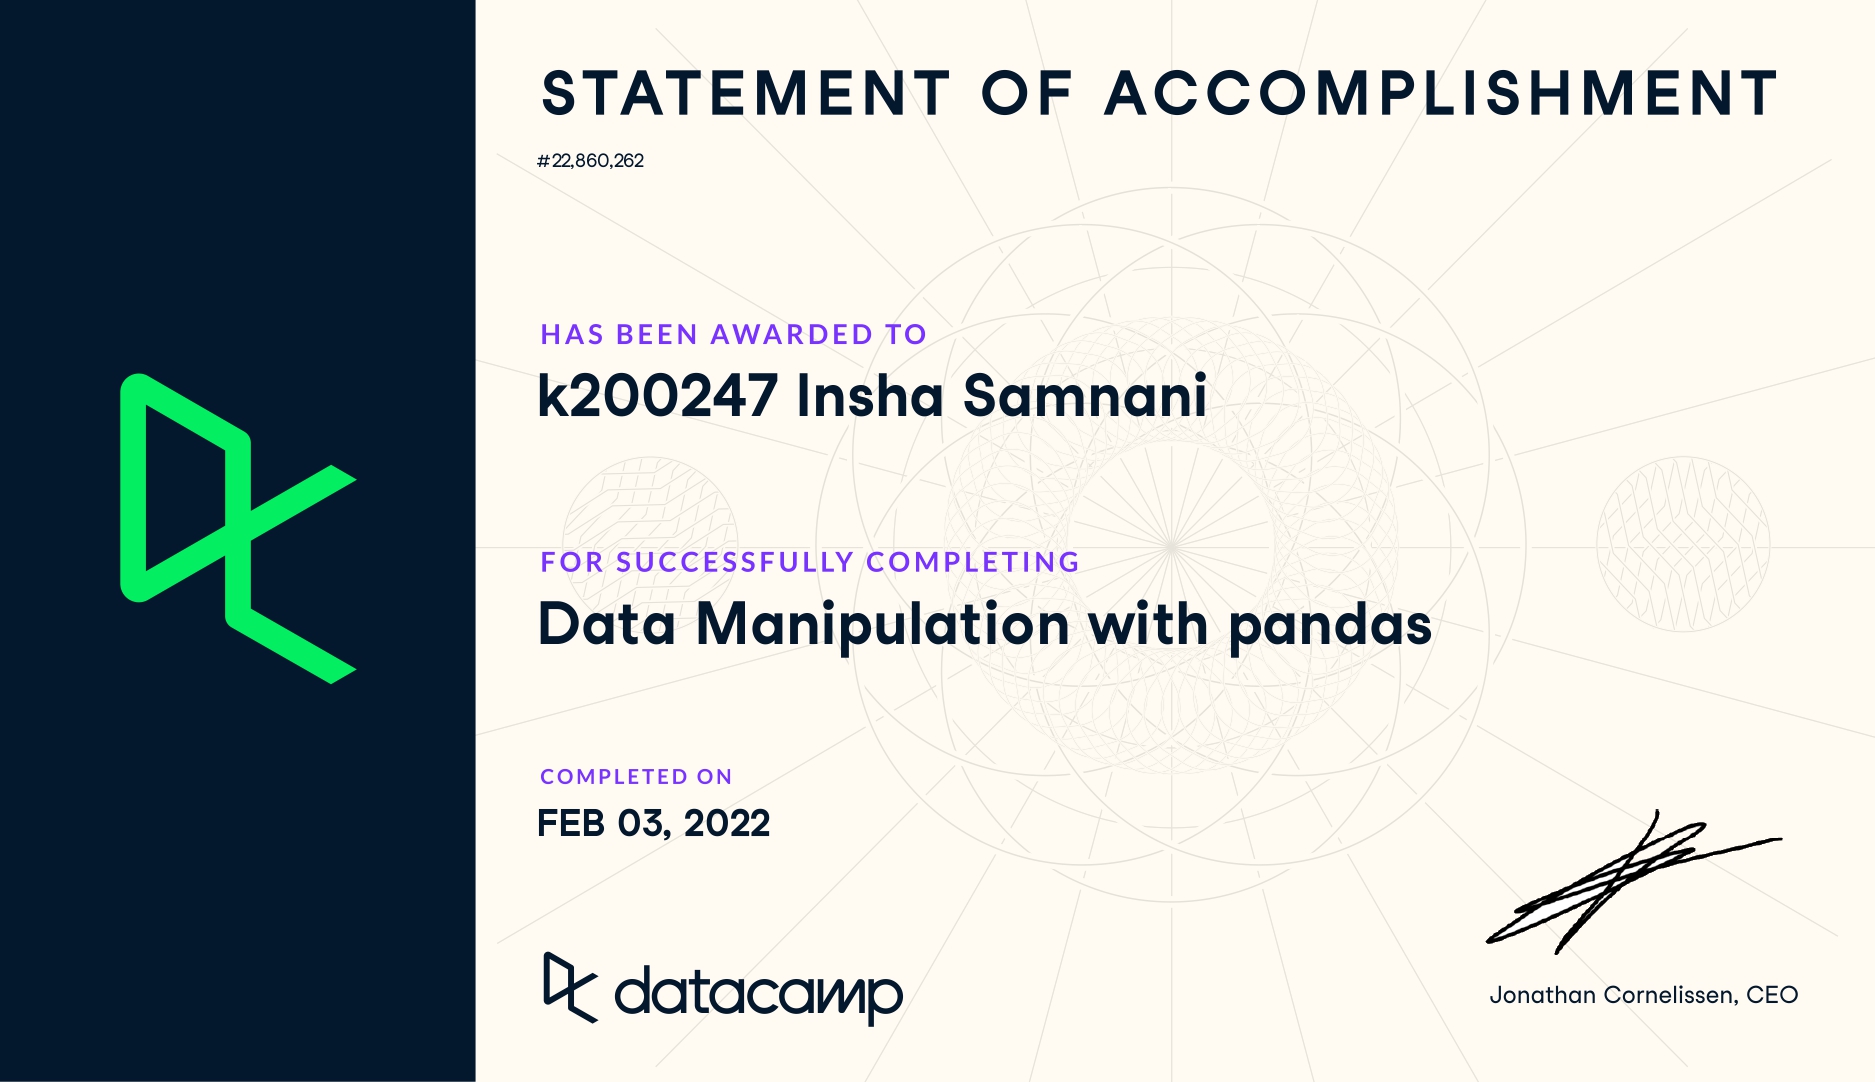 STATEMENT OF ACCOMPLISHMENT
#22,860,262
HAS BEEN AWARDED TO
k200247 Insha Samnani
FOR SUCCESSFULLY COMPLETING
Data Manipulation with pandas
COMPLETED ON
FEB 03, 2022
datacamp
Jonathan Cornelissen, CEO